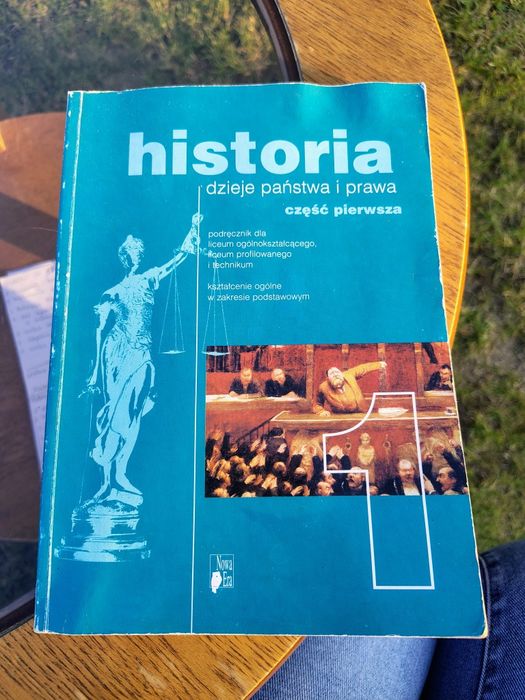 historia
dzieje państwa i prawa
część pierwsza
podręcznik dla
liceum ogólnokształcącego,
liceum profilowanego
i technikum
kształcenie ogólne
w zakresie podstawowym
1
Nowa
Era